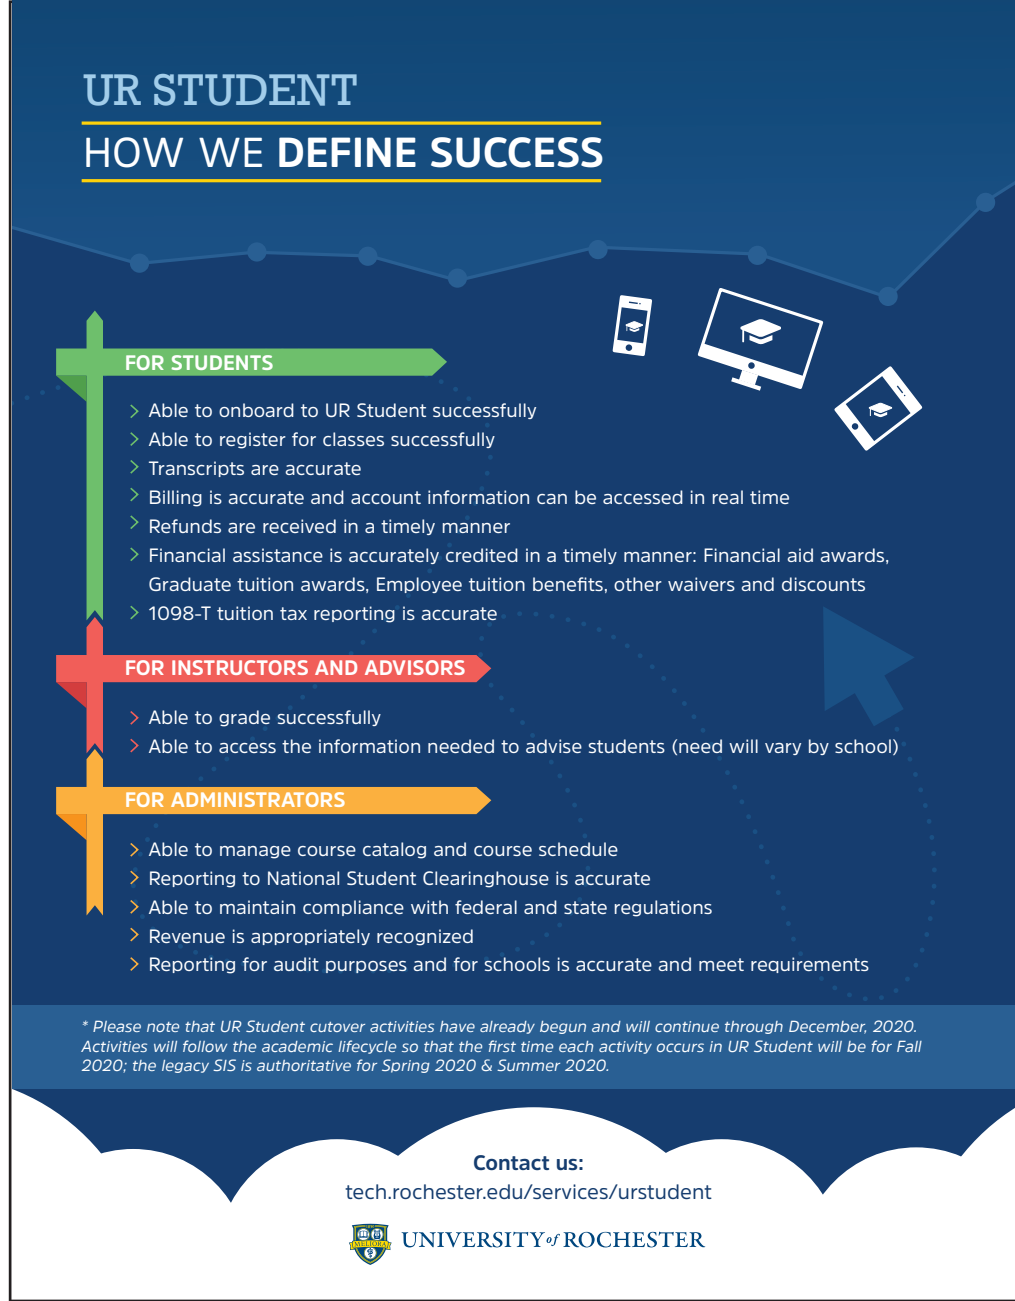 UR STUDENT
HOW WE DEFINE SUCCESS
FOR STUDENTS
Able to onboard to UR Student successfully
Able to register for classes successfully
Transcripts are accurate
Billing is accurate and account information can be accessed in real time
Refunds are received in a timely manner
Financial assistance is accurately credited in a timely manner: Financial aid awards,
Graduate tuition awards, Employee tuition benefits, other waivers and discounts
1098-T tuition tax reporting is accurate
FOR INSTRUCTORS AND ADVISORS
Able to grade successfully
Able to access the information needed to advise students (need will vary by school)
FOR ADMINISTRATORS
Able to manage course catalog and course schedule
Reporting to National Student Clearinghouse is accurate
Able to maintain compliance with federal and state regulations
Revenue is appropriately recognized
Reporting for audit purposes and for schools is accurate and meet requirements
* Please note that UR Student cutover activities have already begun and will continue through December, 2020.
Activities will follow the academic lifecycle so that the first time each activity occurs in UR Student will be for Fall
2020; the legacy SIS is authoritative for Spring 2020 & Summer 2020.
Contact us:
tech.rochester.edu/services/urstudent
MELIORA
UNIVERSITY of ROCHESTER